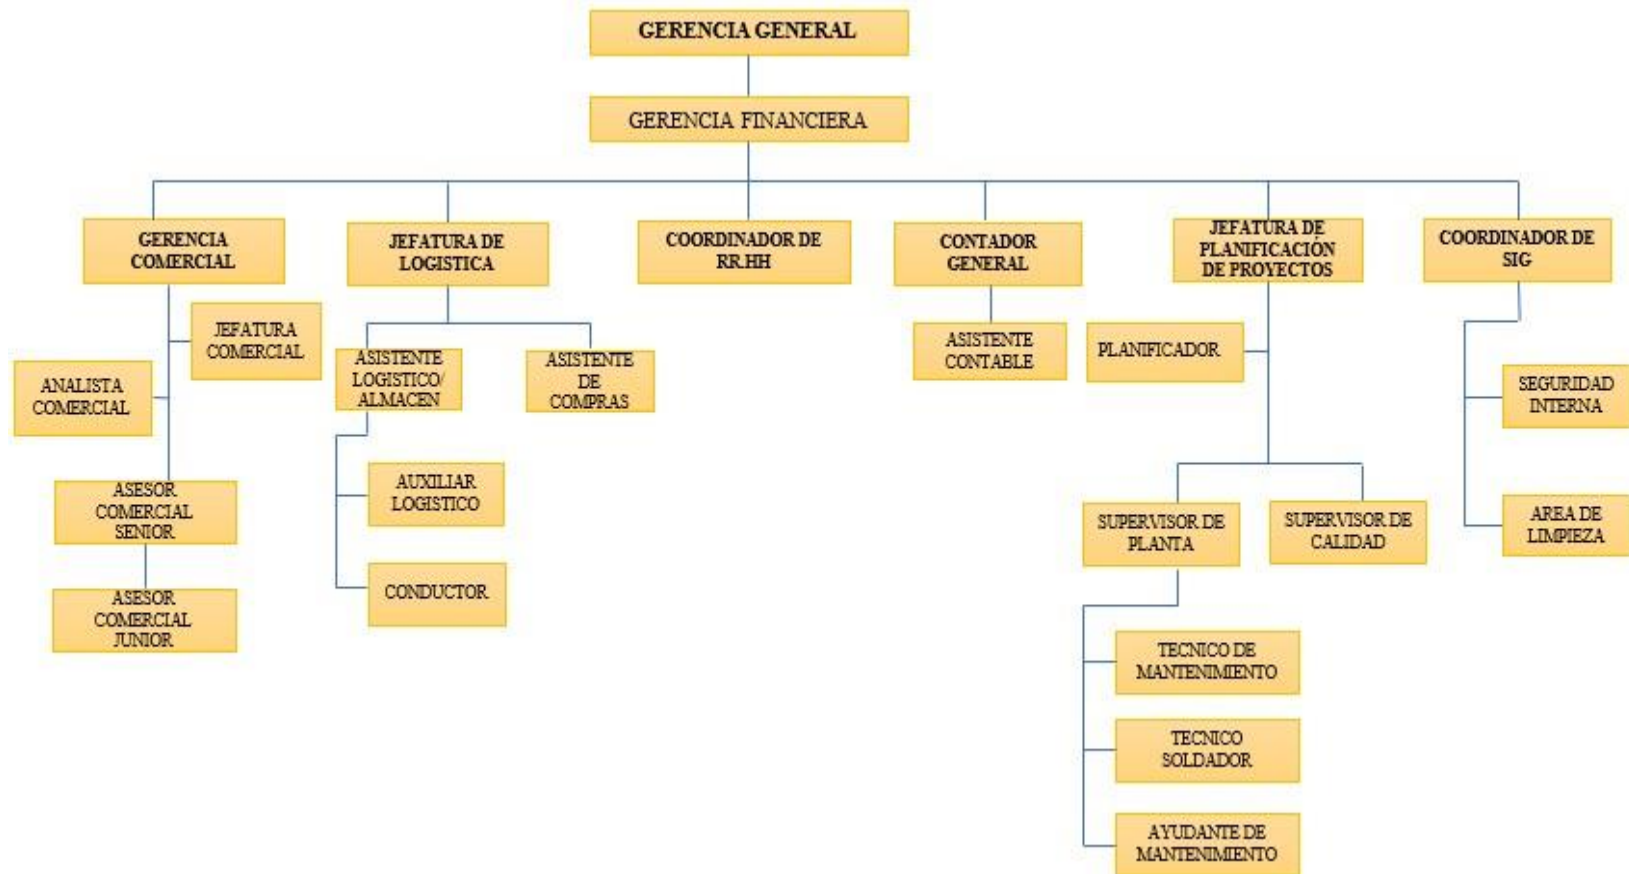 GERENCIA GENERAL
GERENCIA FINANCIERA
GERENCIA
COMERCIAL
JEFATURA DE
LOGISTICA
COORDINADOR DE
RR.HH
CONTADOR
GENERAL
JEFATURA DE
PLANIFICACIÓN
DE PROYECTOS
COORDINADOR DE
SIG
JEFATURA
COMERCIAL
ANALISTA
COMERCIAL
ASESOR
COMERCIAL
SENIOR
ASESOR
COMERCIAL
JUNIOR
ASISTENTE
LOGISTICO/
ALMACEN
ASISTENTE
DE
COMPRAS
AUXILIAR
LOGISTICO
CONDUCTOR
ASISTENTE
CONTABLE
PLANIFICADOR
SUPERVISOR DE
PLANTA
SUPERVISOR DE
CALIDAD
TECNICO DE
MANTENIMIENTO
TECNICO
SOLDADOR
AYUDANTE DE
MANTENIMIENTO
SEGURIDAD
INTERNA
AREA DE
LIMPIEZA